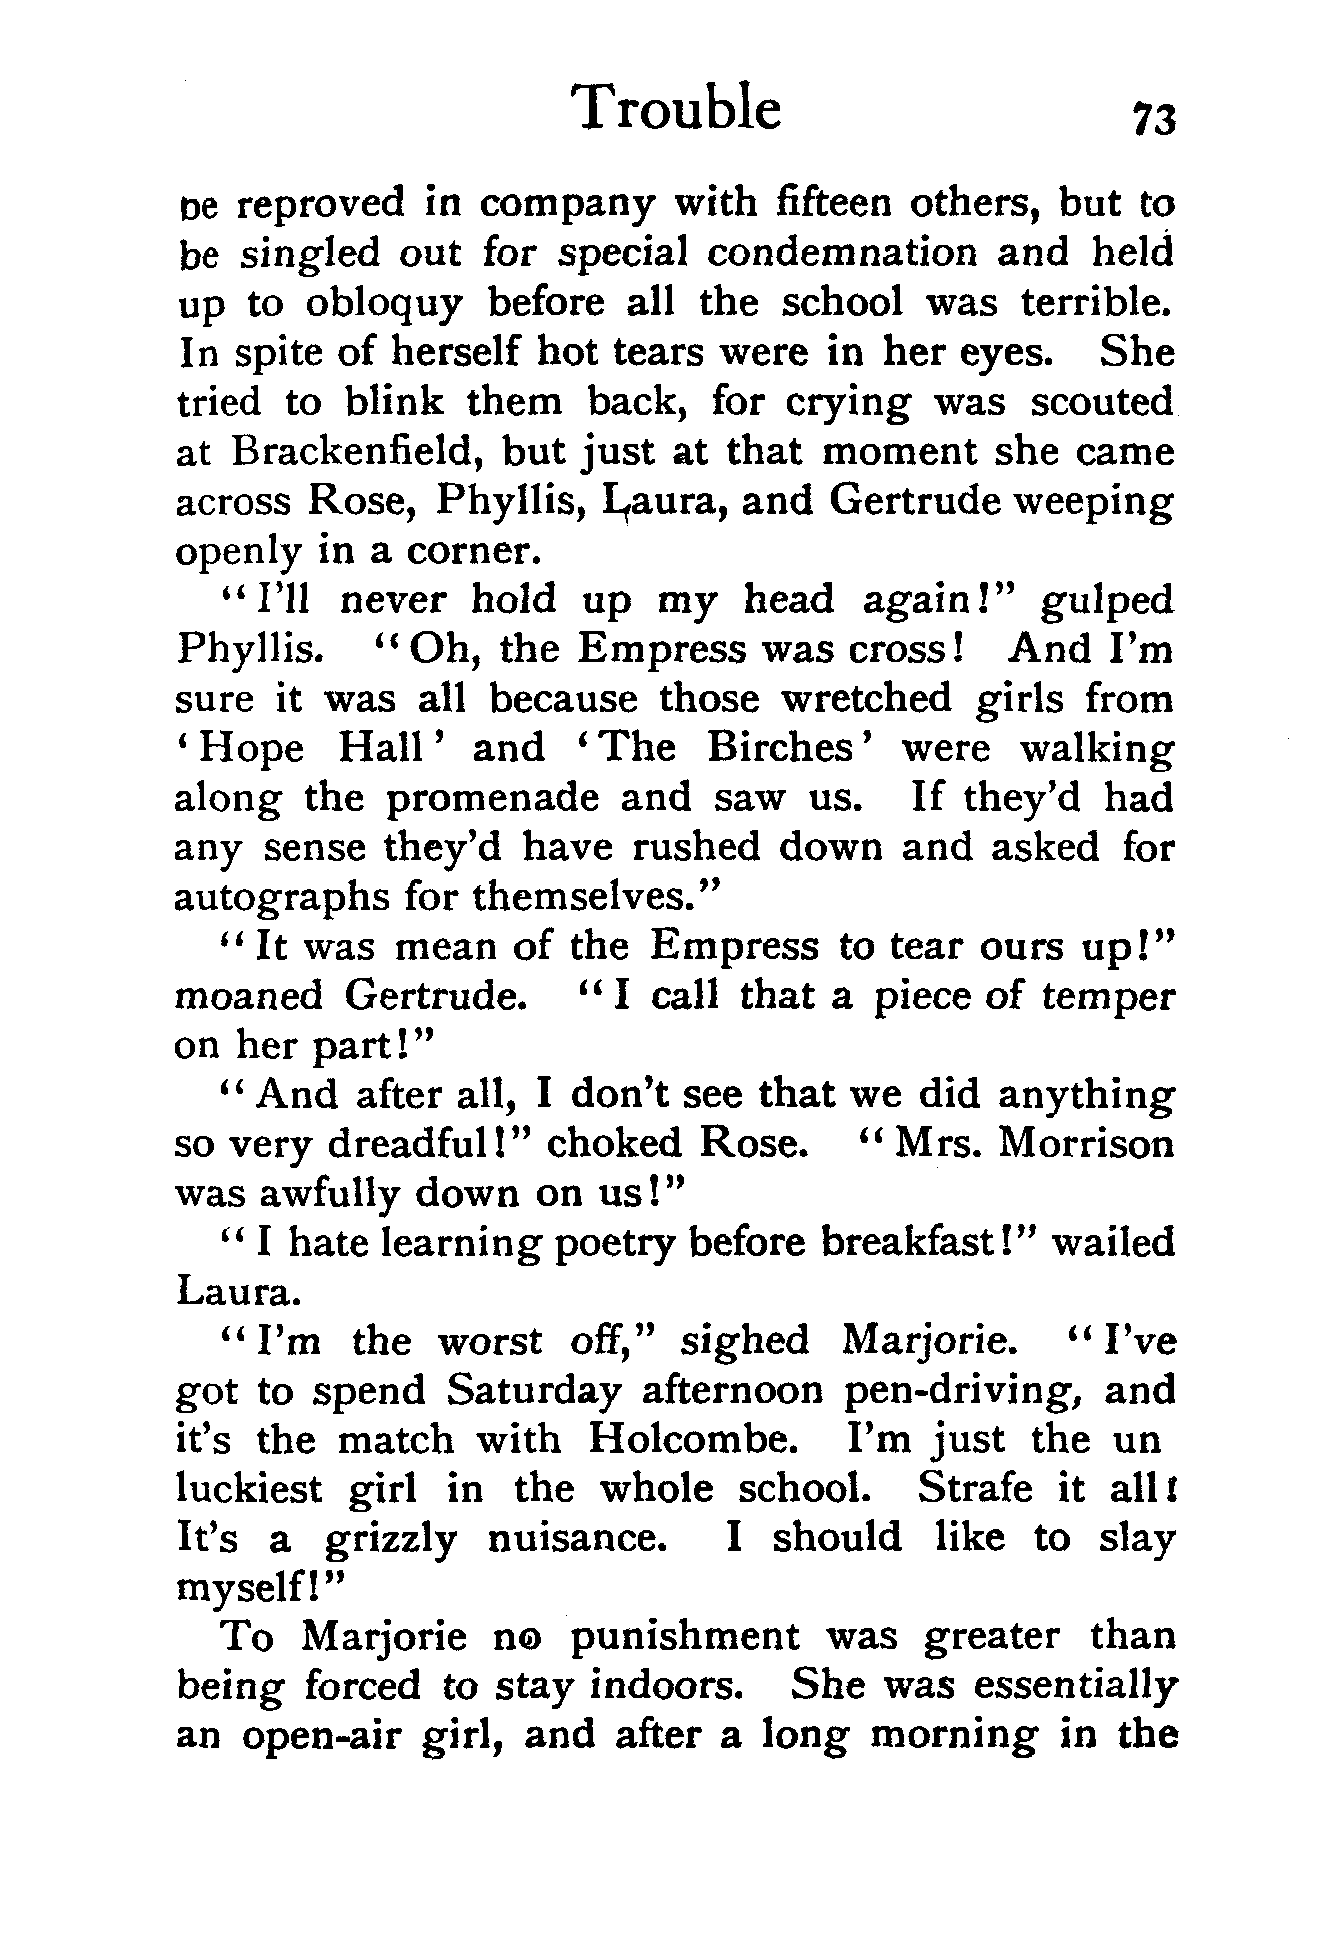 Trouble 73
be reproved in company with fifteen others, but to
be singled out for special condemnation and held
up to obloquy before all the school was terrible.
In spite of herself hot tears were in her eyes. She
tried to blink them back, for crying was scouted
at Brackenfield, but just at that moment she came
across Rose, Phyllis, Laura, and Gertrude weeping
openly in a corner.
“I’ll never hold up my head again!” gulped
Phyllis. “Oh, the Empress was cross! And I’m
sure it was all because those wretched girls from
‘Hope Hall’ and ‘The Birches’ were walking
along the promenade and saw us. If they’d had
any sense they’d have rushed down and asked for
autographs for themselves.”
“It was mean of the Empress to tear ours up!”
moaned Gertrude. “I call that a piece of temper
on her part!”
“And after all, I don’t see that we did anything
so very dreadful!” choked Rose. “Mrs. Morrison
was awfully down on us!”
“I hate learning poetry before breakfast!” wailed
Laura.
“I’m the worst off,” sighed Marjorie. “I’ve
got to spend Saturday afternoon pen-driving, and
it’s the match with Holcombe. I’m just the un
luckiest girl in the whole school. Strafe it all!
It’s a grizzly nuisance. I should like to slay
myself!”
To Marjorie no punishment was greater than
being forced to stay indoors. She was essentially
an open-air girl, and after a long morning in the